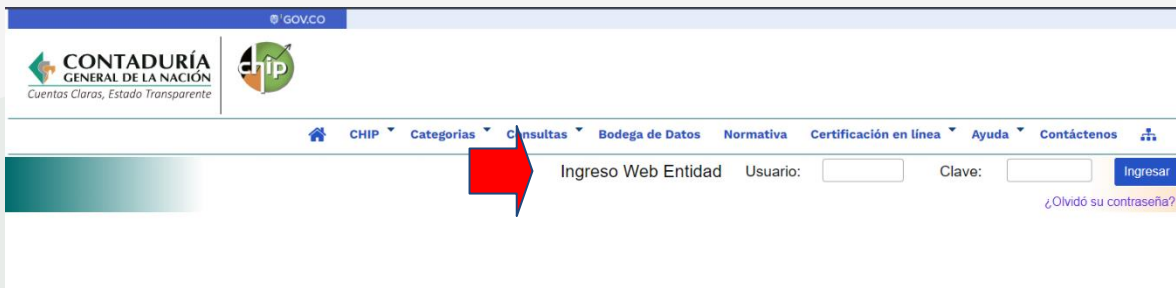 GOV.CO
CONTADURÍA
GENERAL DE LA NACIÓN
Cuentas Claras, Estado Transparente
chip
CHIP Categorias Consultas Bodega de Datos Normativa Certificación en línea Ayuda Contáctenos
Ingreso Web Entidad Usuario: Clave: Ingresar
¿Olvidó su contraseña?